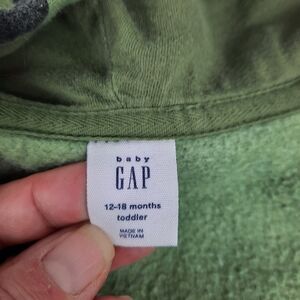 baby
GAP
12-18 months
toddler
MADE IN
VIETNAM